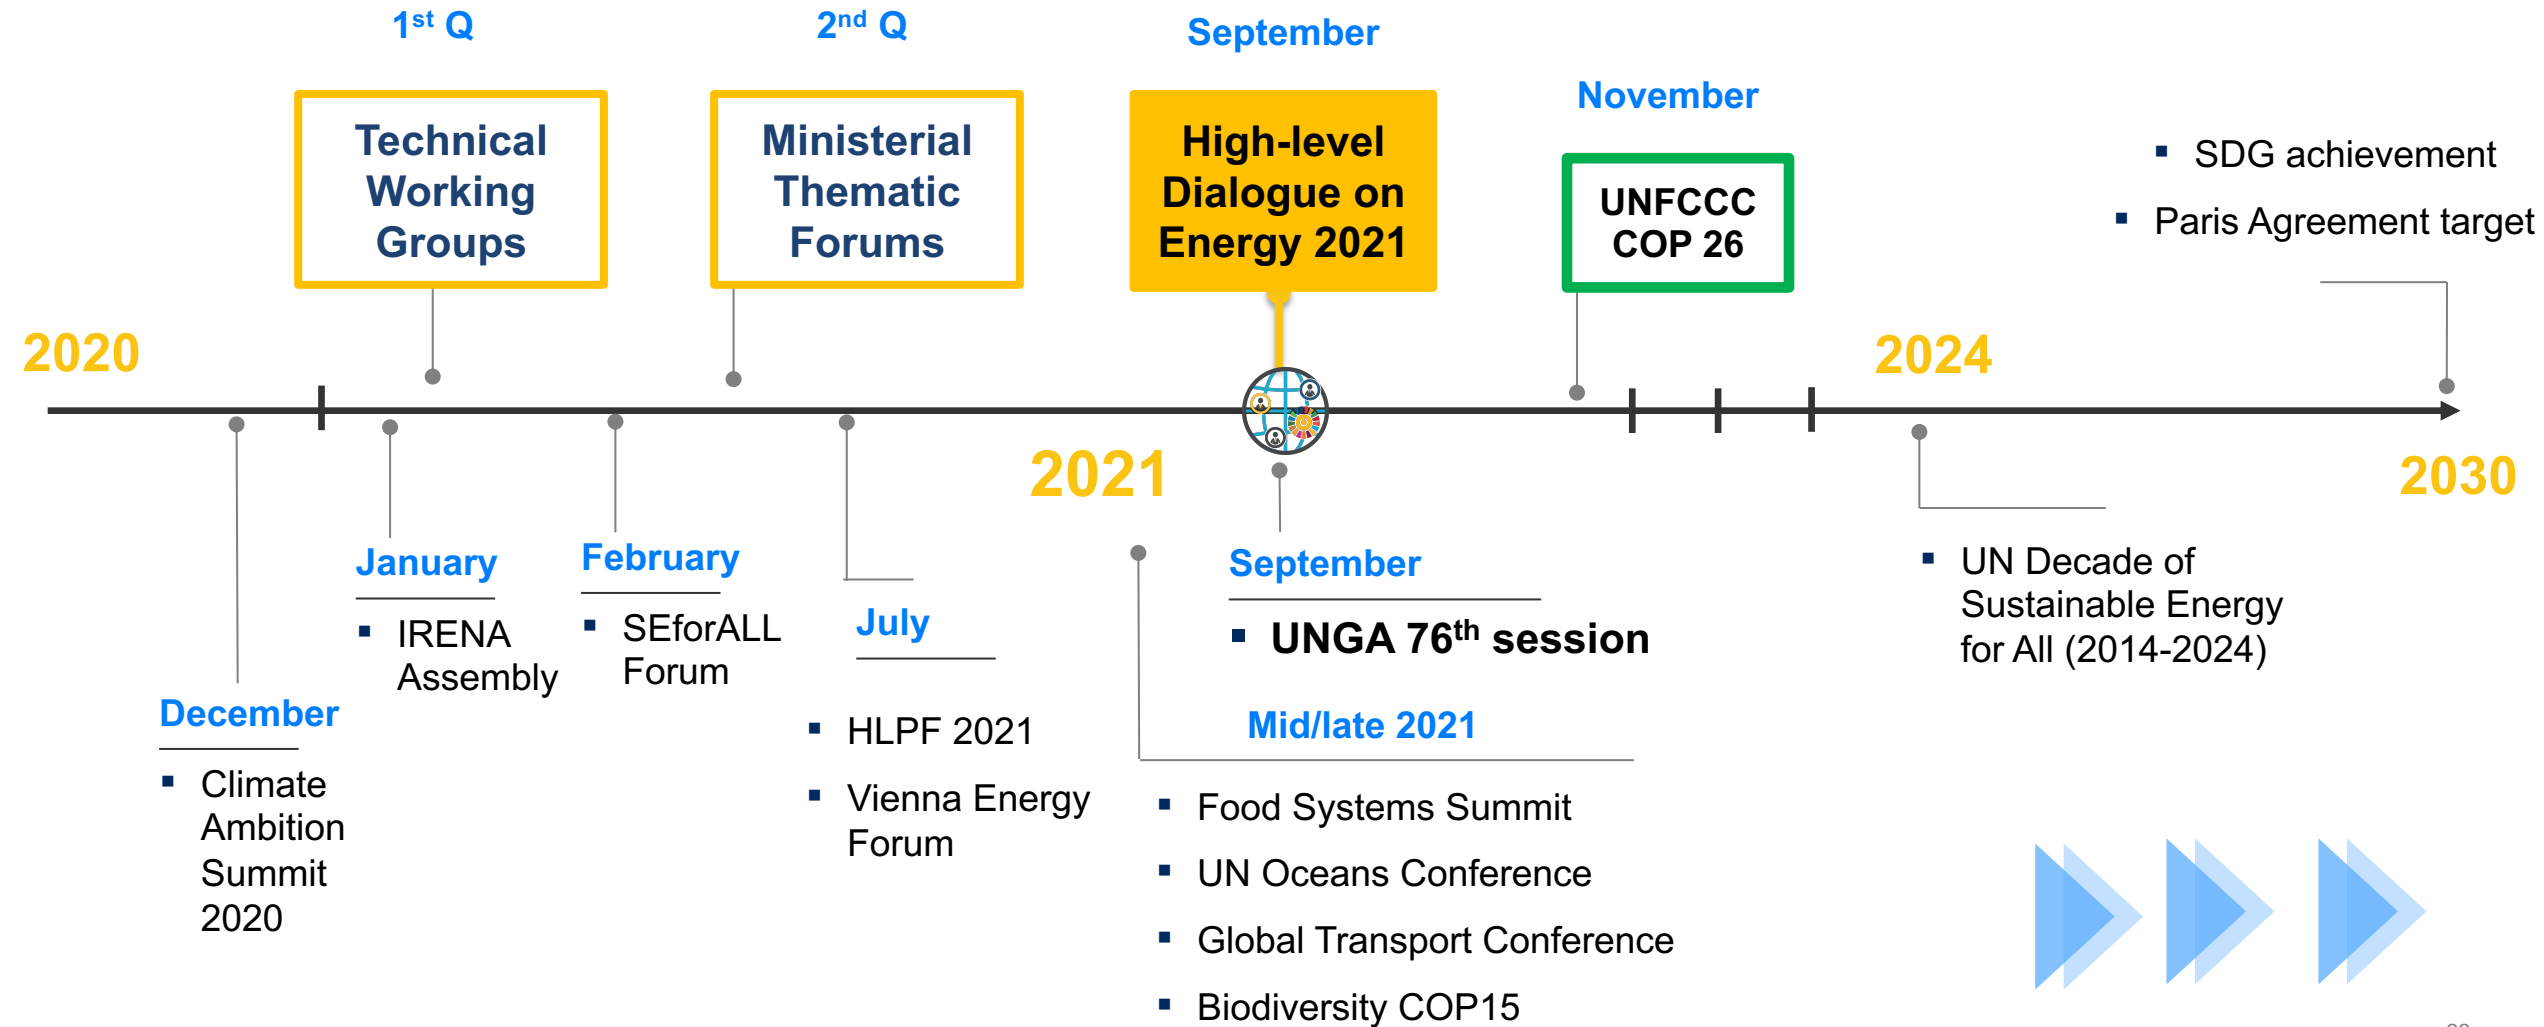 1st Q
2nd Q
September
November
Technical
Working
Groups
Ministerial
Thematic
Forums
High-level
Dialogue on
Energy 2021
UNFCCC
COP 26
▪ SDG achievement
▪ Paris Agreement target
2020
2024
2021
2030
December
▪ Climate
Ambition
Summit
2020
January
▪ IRENA
Assembly
February
▪ SEforALL
Forum
July
▪ HLPF 2021
▪ Vienna Energy
Forum
September
▪ UNGA 76th session
Mid/late 2021
▪ Food Systems Summit
▪ UN Oceans Conference
▪ Global Transport Conference
▪ Biodiversity COP15
▪ UN Decade of
Sustainable Energy
for All (2014-2024)